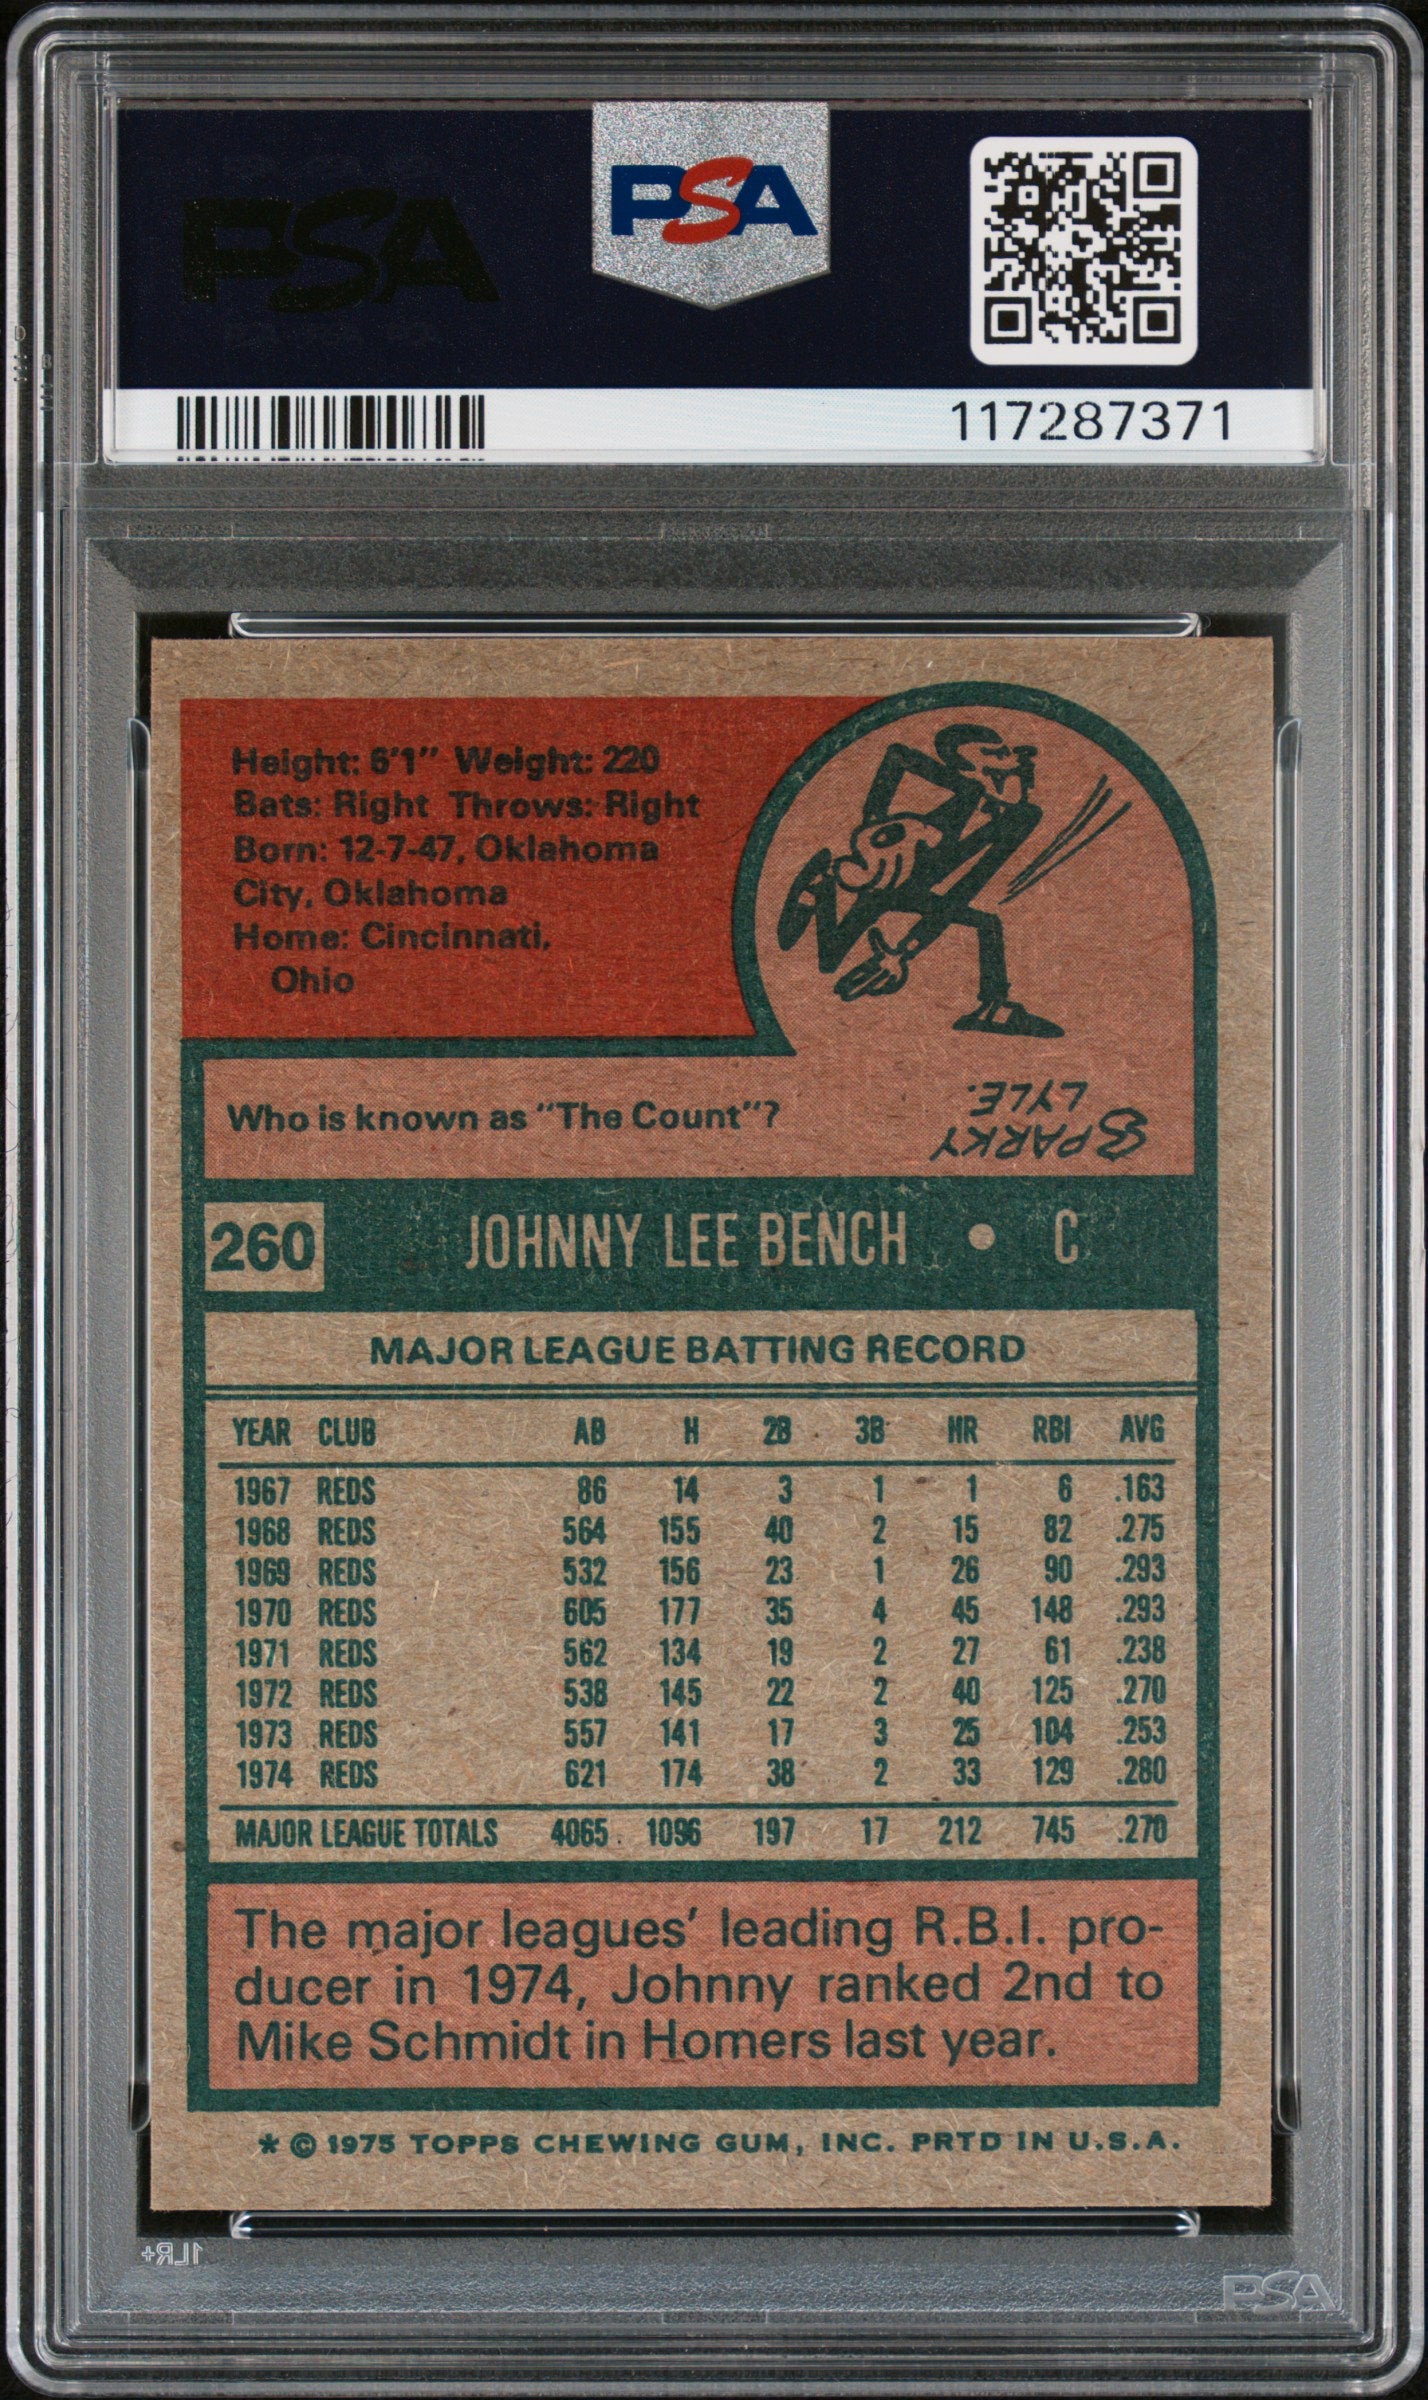 PSA
PSA
117287371
Height: 6'1" Weight: 220
Bats: Right Throws: Right
Born: 12-7-47, Oklahoma
City, Oklahoma
Home: Cincinnati,
Ohio
Who is known as "The Count"?
SPARKY
LYLE.
260 JOHNNY LEE BENCH • C
MAJOR LEAGUE BATTING RECORD
YEAR CLUB AB H 2B 3B HR RBI AVG
1967 REDS 86 14 3 1 1 6 .163
1968 REDS 564 155 40 2 15 82 .275
1969 REDS 532 156 23 1 26 90 .293
1970 REDS 605 177 35 4 45 148 .293
1971 REDS 562 134 19 2 27 61 .238
1972 REDS 538 145 22 2 40 125 .270
1973 REDS 557 141 17 3 25 104 .253
1974 REDS 621 174 38 2 33 129 .280
MAJOR LEAGUE TOTALS 4065 1096 197 17 212 745 .270
The major leagues' leading R.B.I. pro-
ducer in 1974, Johnny ranked 2nd to
Mike Schmidt in Homers last year.
* © 1975 TOPPS CHEWING GUM, INC. PRTD IN U.S.A.
1LR+
PSA